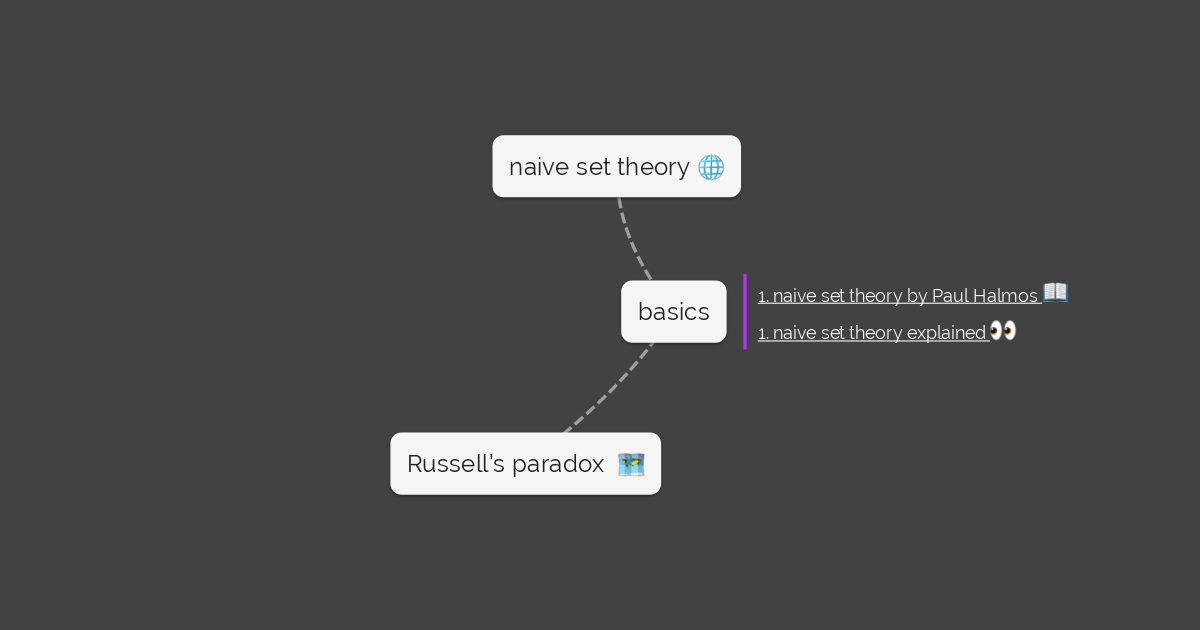 naive set theory 🌐
basics
1. naive set theory by Paul Halmos 📖
1. naive set theory explained 👀
Russell’s paradox 🗺️